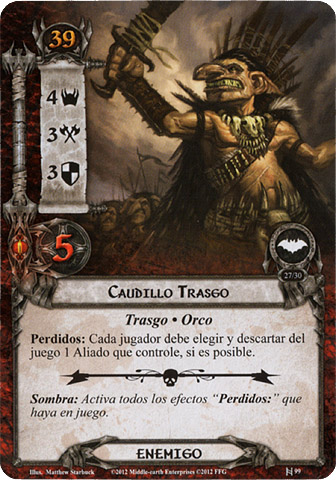 39
4
3
3
5
27/30
Caudillo Trasgo
Trasgo • Orco
Perdidos: Cada jugador debe elegir y descartar del
juego 1 Aliado que controle, si es posible.
Sombra: Activa todos los efectos “Perdidos:” que
haya en juego.
ENEMIGO
Illus. Matthew Starbuck
©2012 Middle-earth Enterprises ©2012 FFG
99